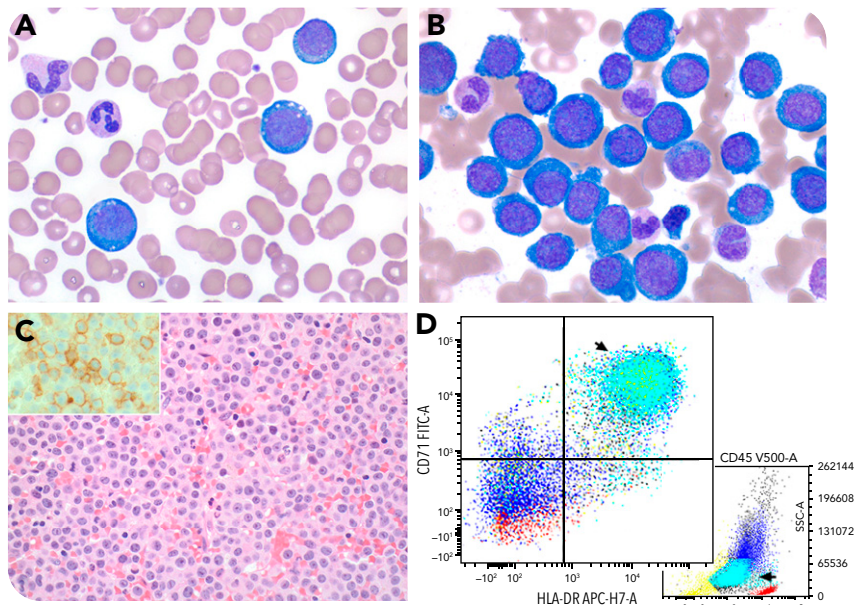 A
B
C
D
10⁵
10⁴
10³
10²
−10¹
−10²
CD71 FITC-A
−10² 10² 10³ 10⁴
HLA-DR APC-H7-A
CD45 V500-A
262144
196608
131072
65536
0
SSC-A